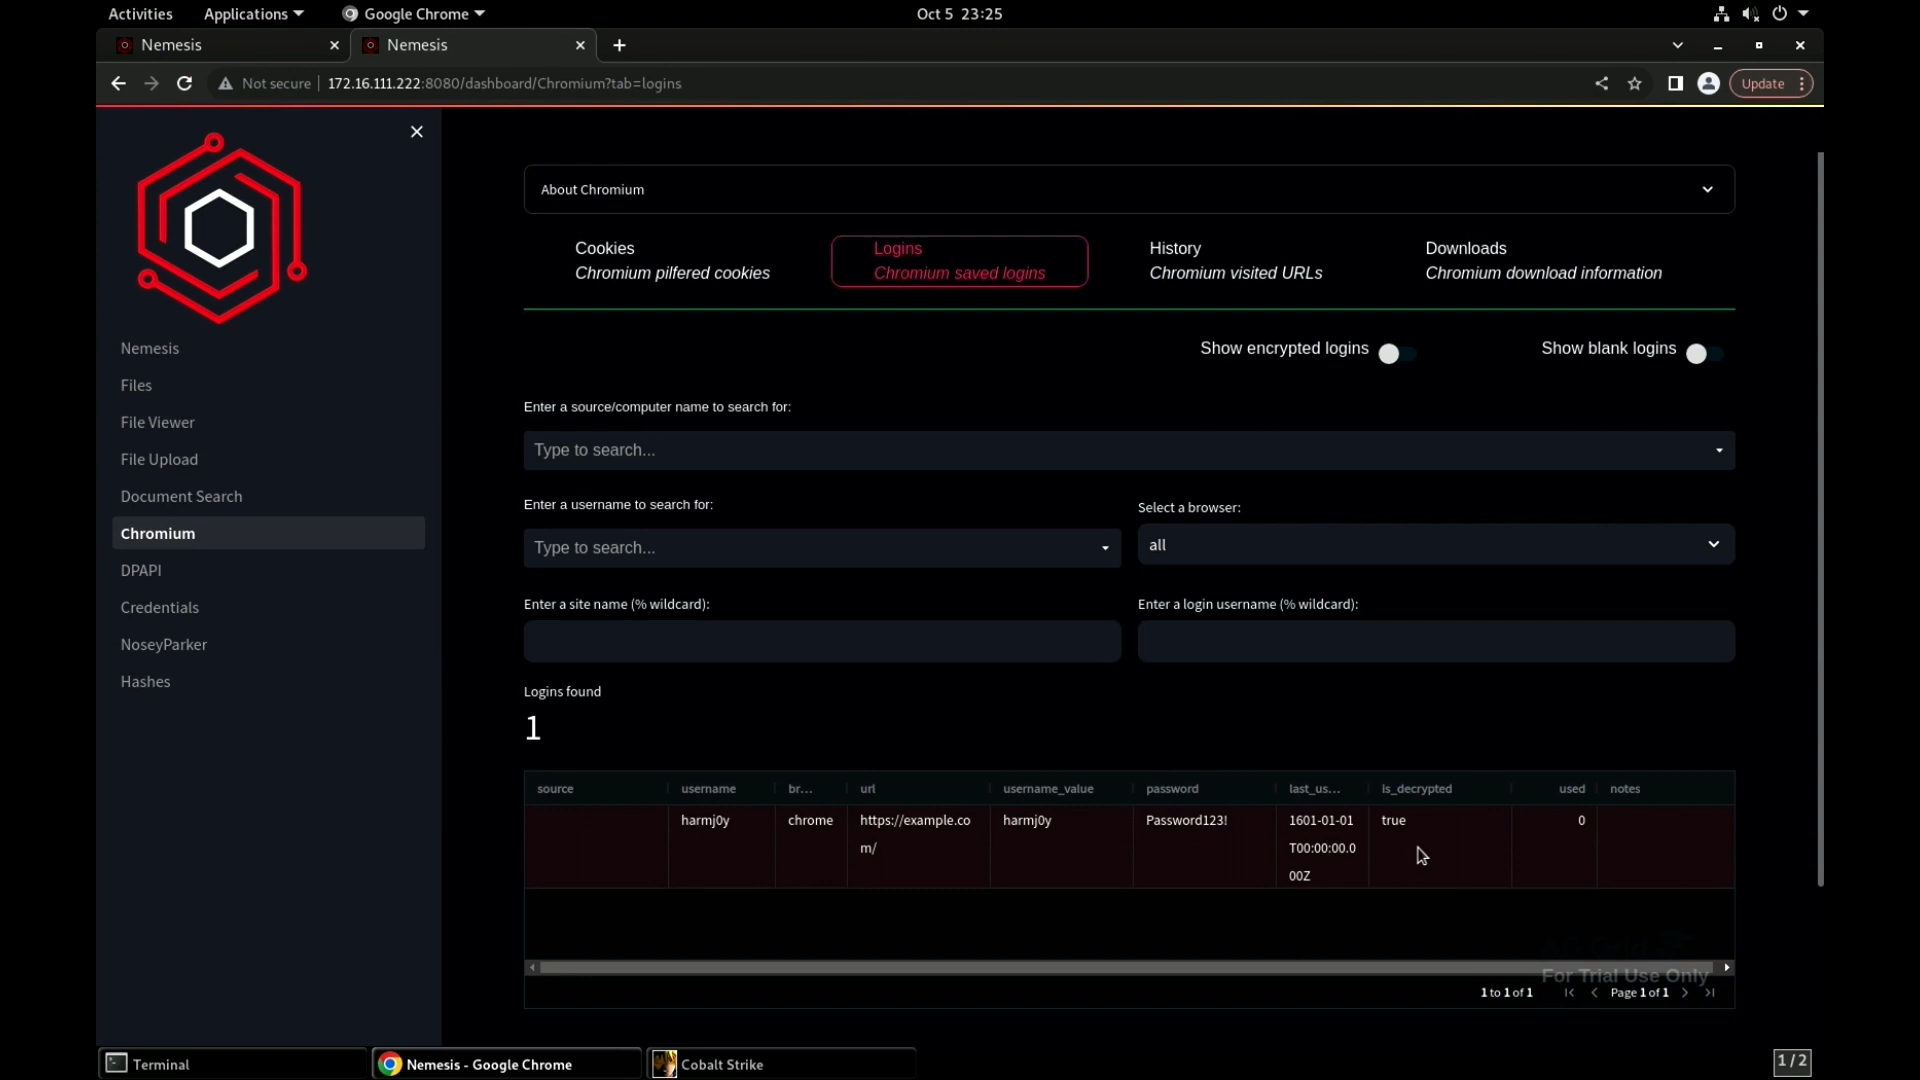 Activities Applications Google Chrome Oct 5 23:25
Nemesis Nemesis
Not secure 172.16.111.222:8080/dashboard/Chromium?tab=logins Update
Nemesis
Files
File Viewer
File Upload
Document Search
Chromium
DPAPI
Credentials
NoseyParker
Hashes
About Chromium
Cookies Logins History Downloads
Chromium pilfered cookies Chromium saved logins Chromium visited URLs Chromium download information
Show encrypted logins Show blank logins
Enter a source/computer name to search for:
Type to search...
Enter a username to search for: Select a browser:
Type to search... all
Enter a site name (% wildcard): Enter a login username (% wildcard):
Logins found
1
source username br... url username_value password last_us... is_decrypted used notes
harmj0y chrome https://example.co harmj0y Password123! 1601-01-01 true 0
m/ T00:00:00.0
00Z
For Trial Use Only
1 to 1 of 1 Page 1 of 1
Terminal Nemesis - Google Chrome Cobalt Strike 1 / 2